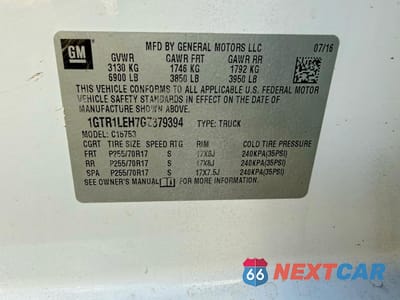 GM
MFD BY GENERAL MOTORS LLC 07/16
GVWR GAWR FRT GAWR RR
3130 KG 1746 KG 1792 KG
6900 LB 3850 LB 3950 LB
THIS VEHICLE CONFORMS TO ALL APPLICABLE U.S. FEDERAL MOTOR
VEHICLE SAFETY AND THEFT PREVENTION STANDARDS IN EFFECT ON THE DATE OF
MANUFACTURE SHOWN ABOVE.
TYPE: TRUCK
MODEL: C15753
CGRT TIRE SIZE SPEED RTG RIM COLD TIRE PRESSURE
FRT P255/70R17 S 17X8J 240KPA(35PSI)
RR P255/70R17 S 17X8J 240KPA(35PSI)
SPA P255/70R17 S 17X7.5J 240KPA(35PSI)
SEE OWNER'S MANUAL FOR MORE INFORMATION.
66 NEXTCAR